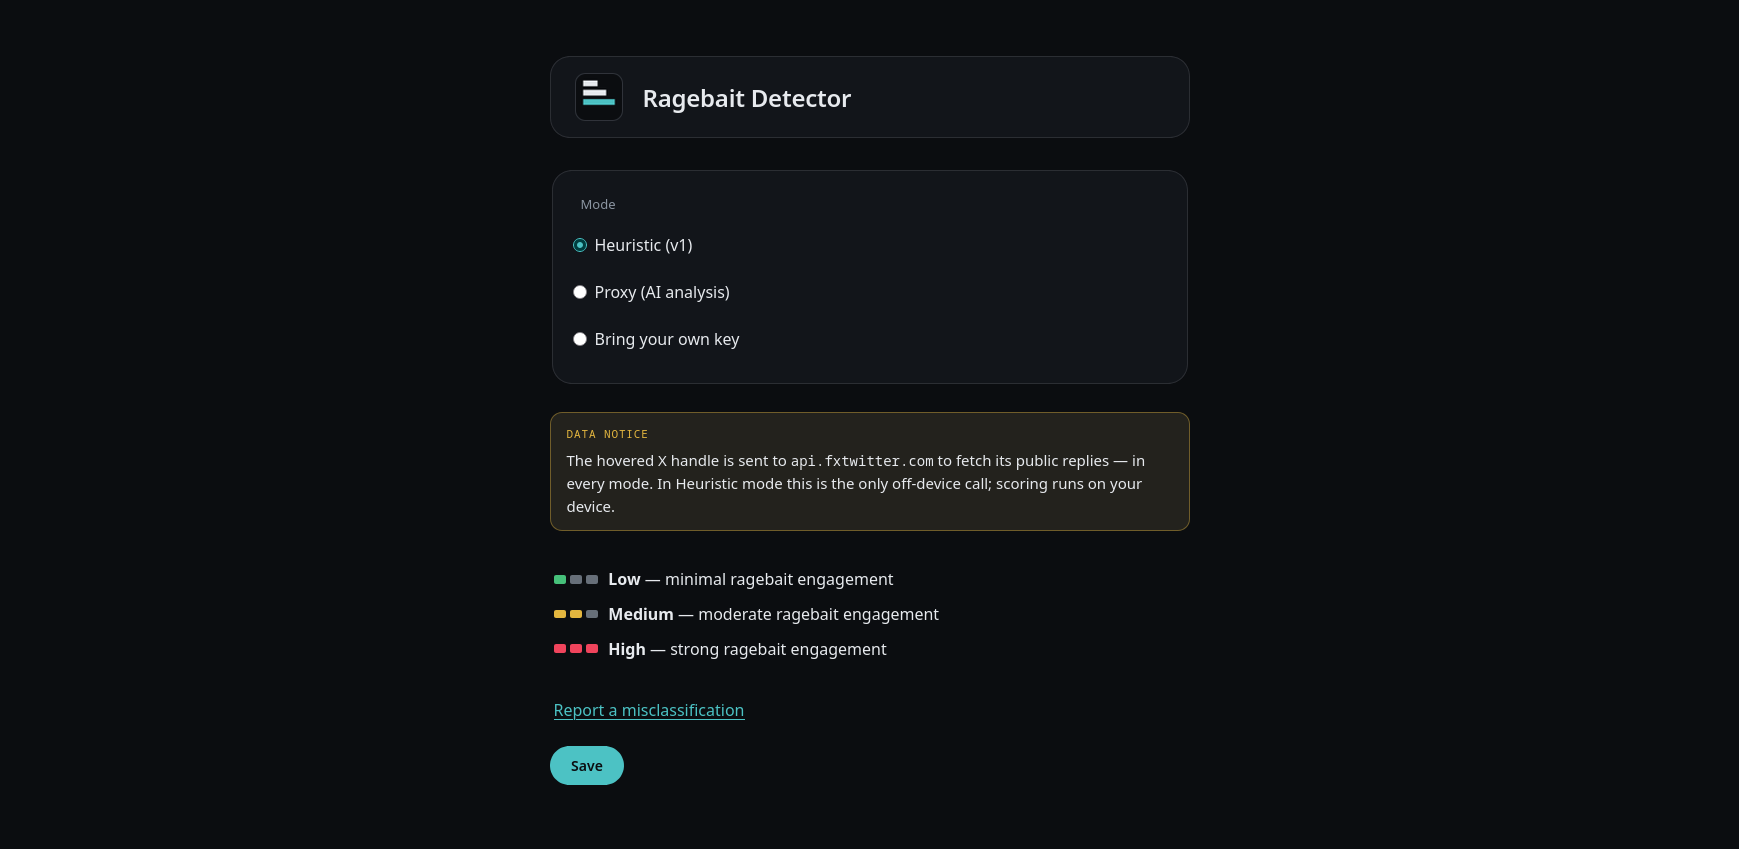 Ragebait Detector
Mode
Heuristic (v1)
Proxy (AI analysis)
Bring your own key
DATA NOTICE
The hovered X handle is sent to api.fxtwitter.com to fetch its public replies — in
every mode. In Heuristic mode this is the only off-device call; scoring runs on your
device.
Low — minimal ragebait engagement
Medium — moderate ragebait engagement
High — strong ragebait engagement
Report a misclassification
Save